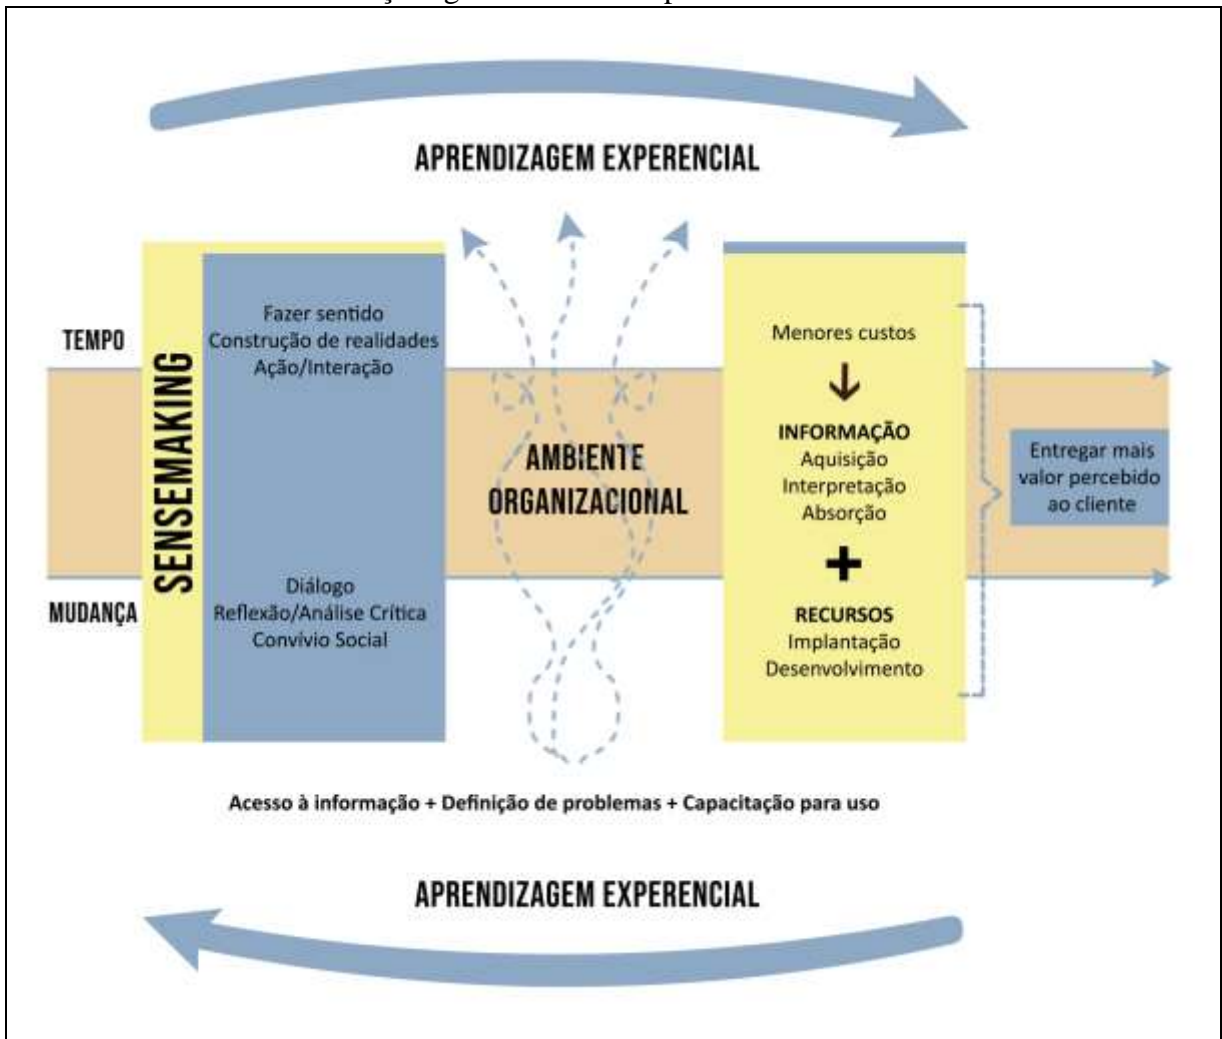 APRENDIZAGEM EXPERENCIAL
TEMPO
MUDANÇA
SENSEMAKING
Fazer sentido
Construção de realidades
Ação/Interação
Diálogo
Reflexão/Análise Crítica
Convívio Social
AMBIENTE
ORGANIZACIONAL
Menores custos
INFORMAÇÃO
Aquisição
Interpretação
Absorção
+
RECURSOS
Implantação
Desenvolvimento
Entregar mais
valor percebido
ao cliente
Acesso à informação + Definição de problemas + Capacitação para uso
APRENDIZAGEM EXPERENCIAL